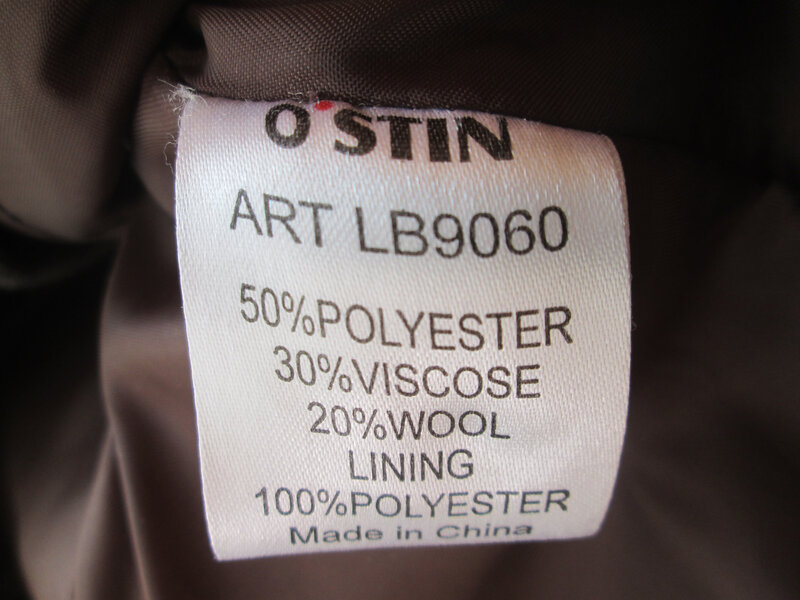 O'STIN
ART LB9060
50%POLYESTER
30%VISCOSE
20%WOOL
LINING
100%POLYESTER
Made in China